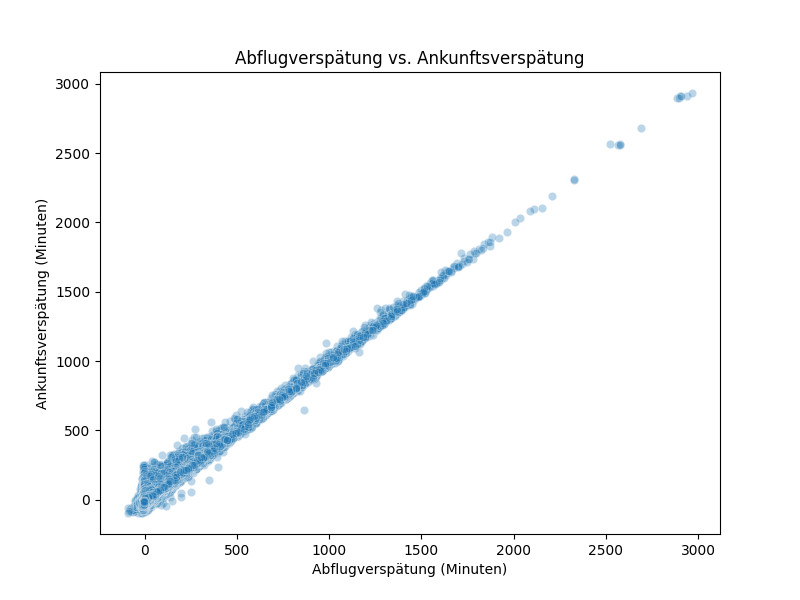 Abflugverspätung vs. Ankunftsverspätung
Ankunftsverspätung (Minuten)
3000
2500
2000
1500
1000
500
0
0 500 1000 1500 2000 2500 3000
Abflugverspätung (Minuten)